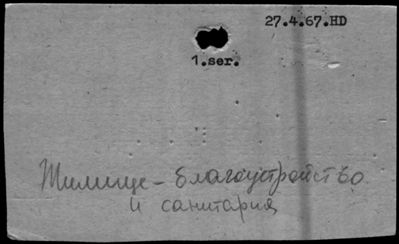 27.4.67.HD
1.ser.
Жилище - благоустройство
и санитария